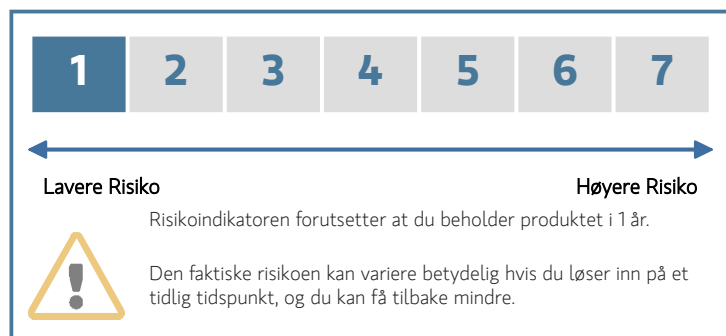 1 2 3 4 5 6 7
Lavere Risiko Høyere Risiko
Risikoindikatoren forutsetter at du beholder produktet i 1 år.
Den faktiske risikoen kan variere betydelig hvis du løser inn på et
tidlig tidspunkt, og du kan få tilbake mindre.